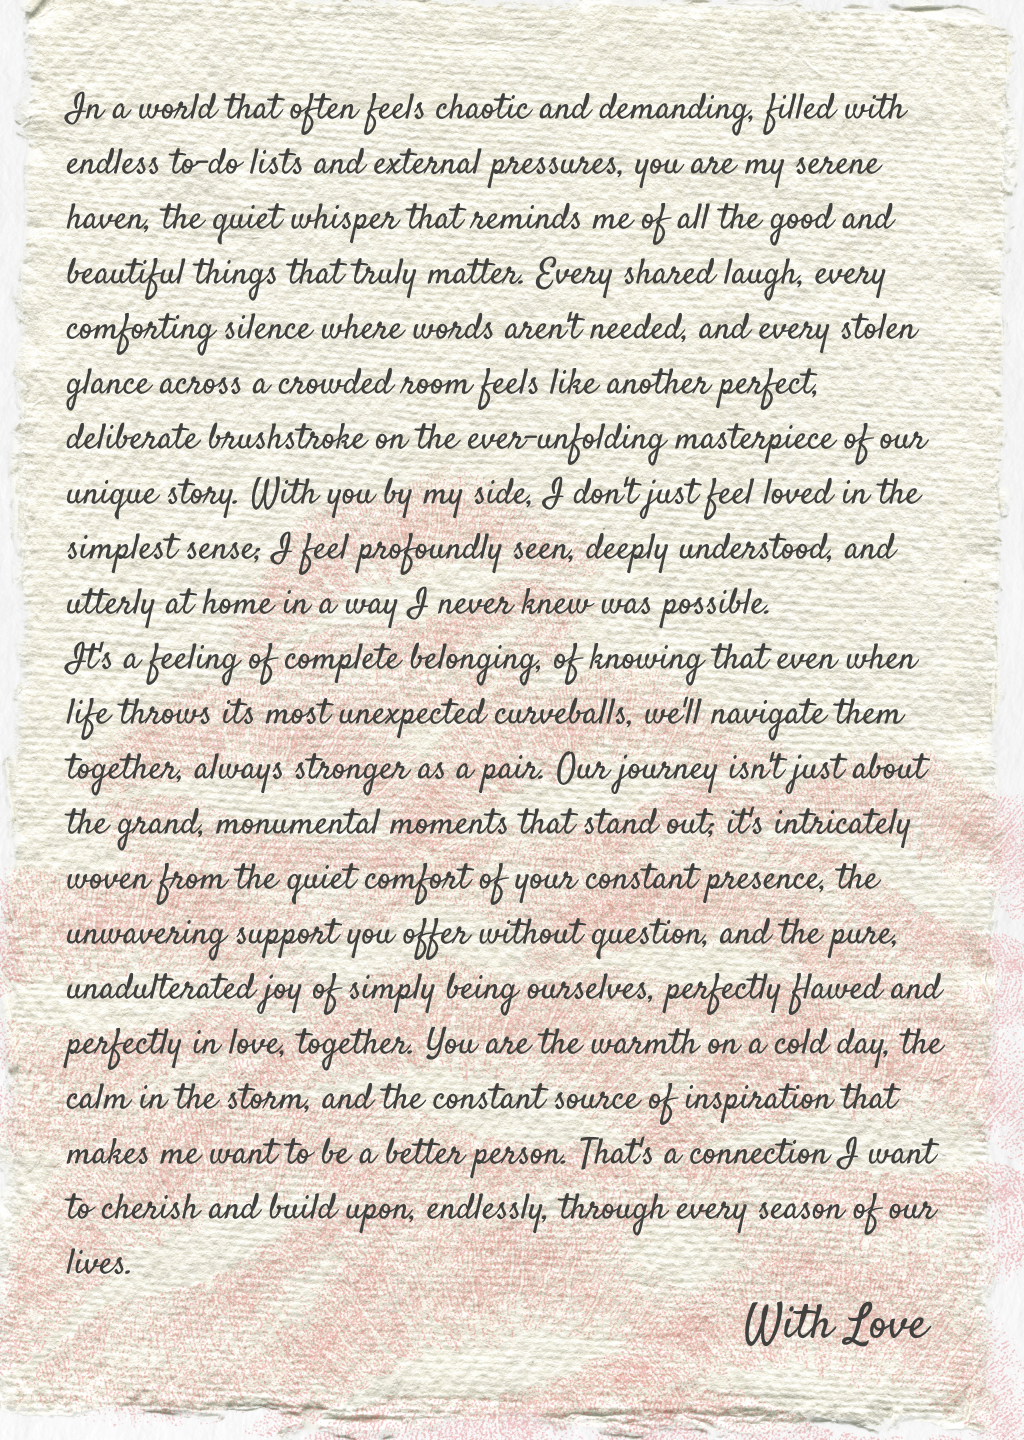 In a world that often feels chaotic and demanding, filled with
endless to-do lists and external pressures, you are my serene
haven, the quiet whisper that reminds me of all the good and
beautiful things that truly matter. Every shared laugh, every
comforting silence where words aren't needed, and every stolen
glance across a crowded room feels like another perfect,
deliberate brushstroke on the ever-unfolding masterpiece of our
unique story. With you by my side, I don't just feel loved in the
simplest sense; I feel profoundly seen, deeply understood, and
utterly at home in a way I never knew was possible.
It's a feeling of complete belonging, of knowing that even when
life throws its most unexpected curveballs, we'll navigate them
together, always stronger as a pair. Our journey isn't just about
the grand, monumental moments that stand out; it's intricately
woven from the quiet comfort of your constant presence, the
unwavering support you offer without question, and the pure,
unadulterated joy of simply being ourselves, perfectly flawed and
perfectly in love, together. You are the warmth on a cold day, the
calm in the storm, and the constant source of inspiration that
makes me want to be a better person. That's a connection I want
to cherish and build upon, endlessly, through every season of our
lives.
With Love